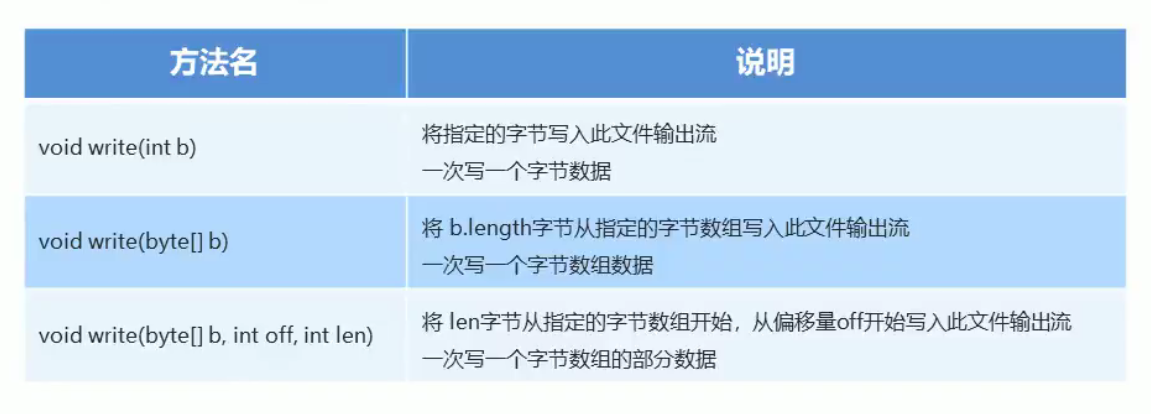 方法名 说明
void write(int b)
将指定的字节写入此文件输出流
一次写一个字节数据
void write(byte[] b)
将 b.length字节从指定的字节数组写入此文件输出流
一次写一个字节数组数据
void write(byte[] b, int off, int len)
将 len字节从指定的字节数组开始，从偏移量off开始写入此文件输出流
一次写一个字节数组的部分数据